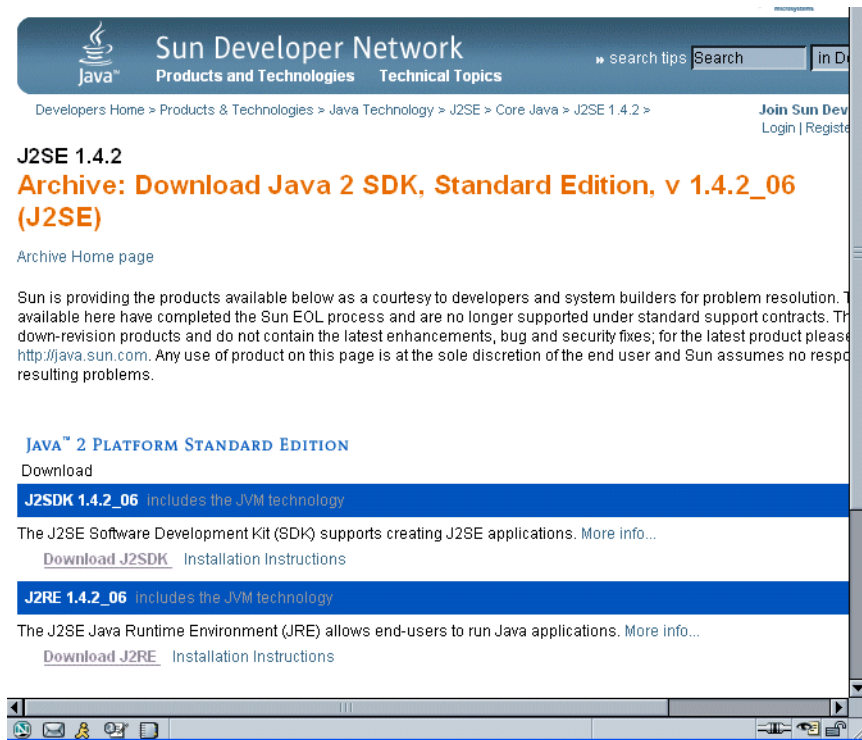 microsystems
Java™
Sun Developer Network
Products and Technologies Technical Topics
» search tips Search in D
Developers Home > Products & Technologies > Java Technology > J2SE > Core Java > J2SE 1.4.2 >
Join Sun Dev
Login | Registe
J2SE 1.4.2
Archive: Download Java 2 SDK, Standard Edition, v 1.4.2_06
(J2SE)
Archive Home page
Sun is providing the products available below as a courtesy to developers and system builders for problem resolution. T
available here have completed the Sun EOL process and are no longer supported under standard support contracts. Th
down-revision products and do not contain the latest enhancements, bug and security fixes; for the latest product please
http://java.sun.com. Any use of product on this page is at the sole discretion of the end user and Sun assumes no respo
resulting problems.
JAVA™ 2 PLATFORM STANDARD EDITION
Download
J2SDK 1.4.2_06 includes the JVM technology
The J2SE Software Development Kit (SDK) supports creating J2SE applications. More info...
Download J2SDK Installation Instructions
J2RE 1.4.2_06 includes the JVM technology
The J2SE Java Runtime Environment (JRE) allows end-users to run Java applications. More info...
Download J2RE Installation Instructions